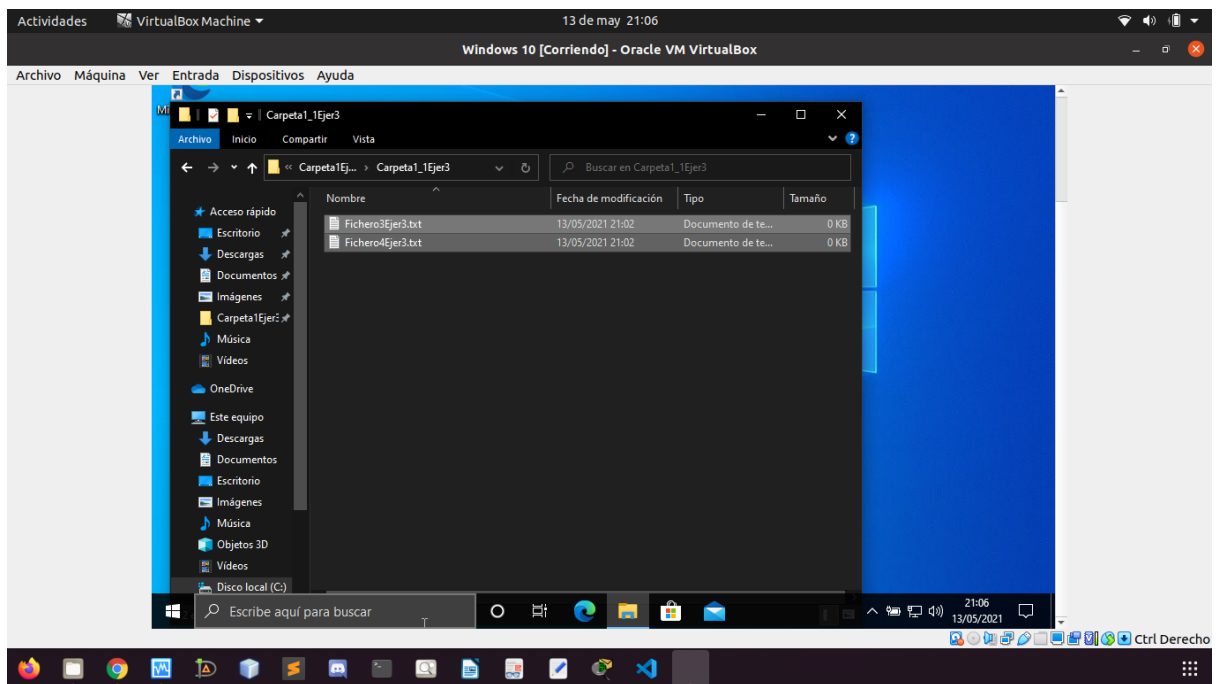 Actividades VirtualBox Machine 13 de may 21:06
Windows 10 [Corriendo] - Oracle VM VirtualBox
Archivo Máquina Ver Entrada Dispositivos Ayuda
Carpeta1_1Ejer3
Archivo Inicio Compartir Vista
« Carpeta1Ej... › Carpeta1_1Ejer3 Buscar en Carpeta1_1Ejer3
Nombre Fecha de modificación Tipo Tamaño
Fichero3Ejer3.txt 13/05/2021 21:02 Documento de te... 0 KB
Fichero4Ejer3.txt 13/05/2021 21:02 Documento de te... 0 KB
Acceso rápido
Escritorio
Descargas
Documentos
Imágenes
Carpeta1Ejer
Música
Vídeos
OneDrive
Este equipo
Descargas
Documentos
Escritorio
Imágenes
Música
Objetos 3D
Vídeos
Disco local (C:)
Escribe aquí para buscar
21:06
13/05/2021
Ctrl Derecho